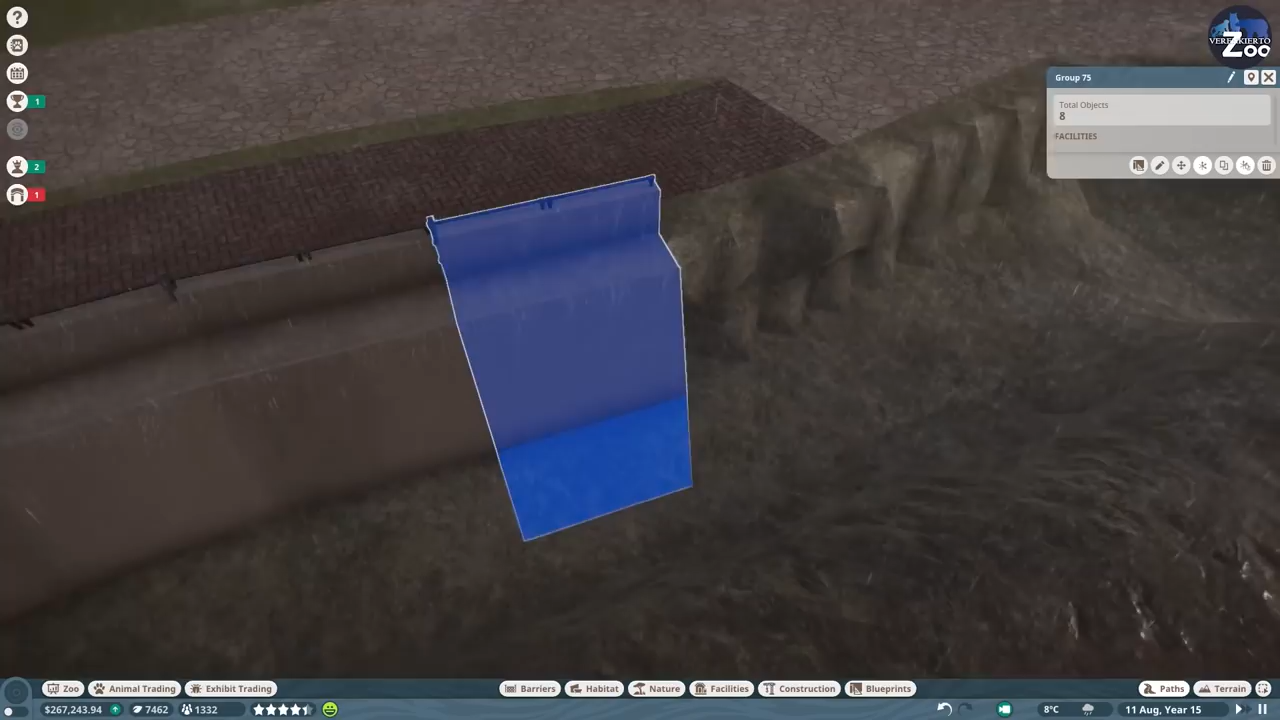 VEREKKIERTO
ZOO
Group 75
Total Objects
8
FACILITIES
1
2
1
Zoo
Animal Trading
Exhibit Trading
Barriers
Habitat
Nature
Facilities
Construction
Blueprints
Paths
Terrain
$267,243.94
7462
1332
8°C
11 Aug, Year 15